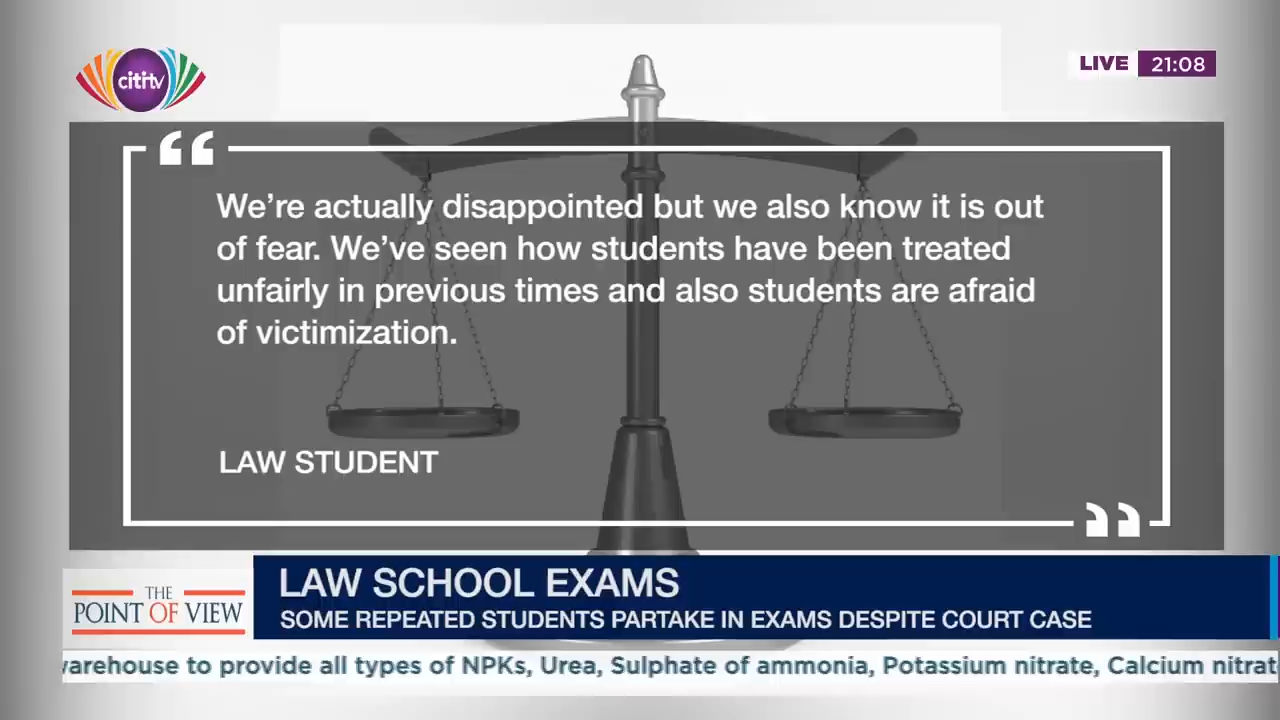 citi tv
LIVE 21:08
We're actually disappointed but we also know it is out
of fear. We've seen how students have been treated
unfairly in previous times and also students are afraid
of victimization.
LAW STUDENT
THE
POINT OF VIEW
LAW SCHOOL EXAMS
SOME REPEATED STUDENTS PARTAKE IN EXAMS DESPITE COURT CASE
warehouse to provide all types of NPKs, Urea, Sulphate of ammonia, Potassium nitrate, Calcium nitrat